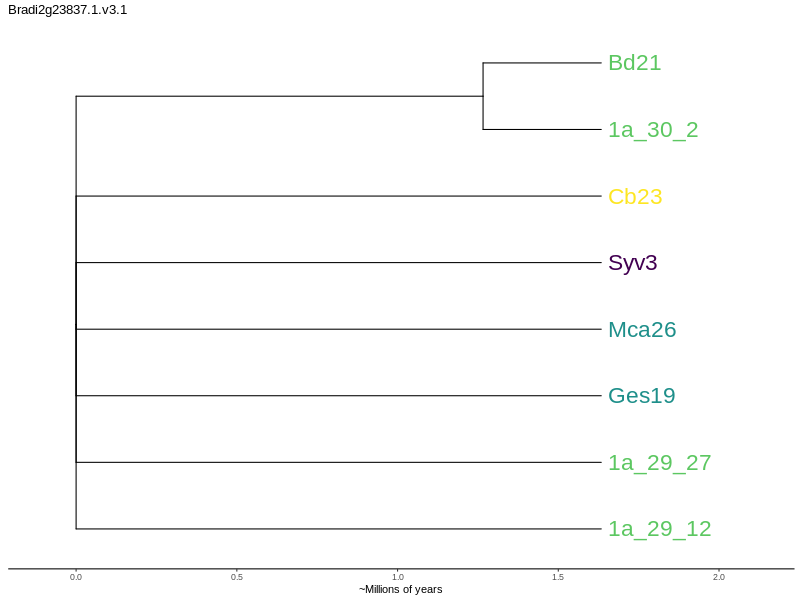 Bradi2g23837.1.v3.1
Bd21
1a_30_2
Cb23
Syv3
Mca26
Ges19
1a_29_27
1a_29_12
0.0 0.5 1.0 1.5 2.0
~Millions of years